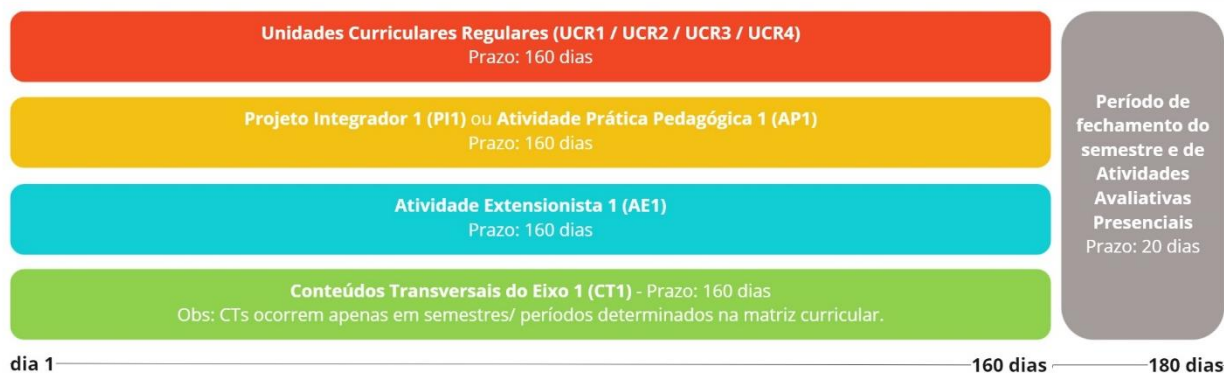 Unidades Curriculares Regulares (UCR1 / UCR2 / UCR3 / UCR4)
Prazo: 160 dias
Projeto Integrador 1 (PI1) ou Atividade Prática Pedagógica 1 (AP1)
Prazo: 160 dias
Atividade Extensionista 1 (AE1)
Prazo: 160 dias
Conteúdos Transversais do Eixo 1 (CT1) - Prazo: 160 dias
Obs: CTs ocorrem apenas em semestres/ períodos determinados na matriz curricular.
Período de
fechamento do
semestre e de
Atividades
Avaliativas
Presenciais
Prazo: 20 dias
dia 1
160 dias
180 dias